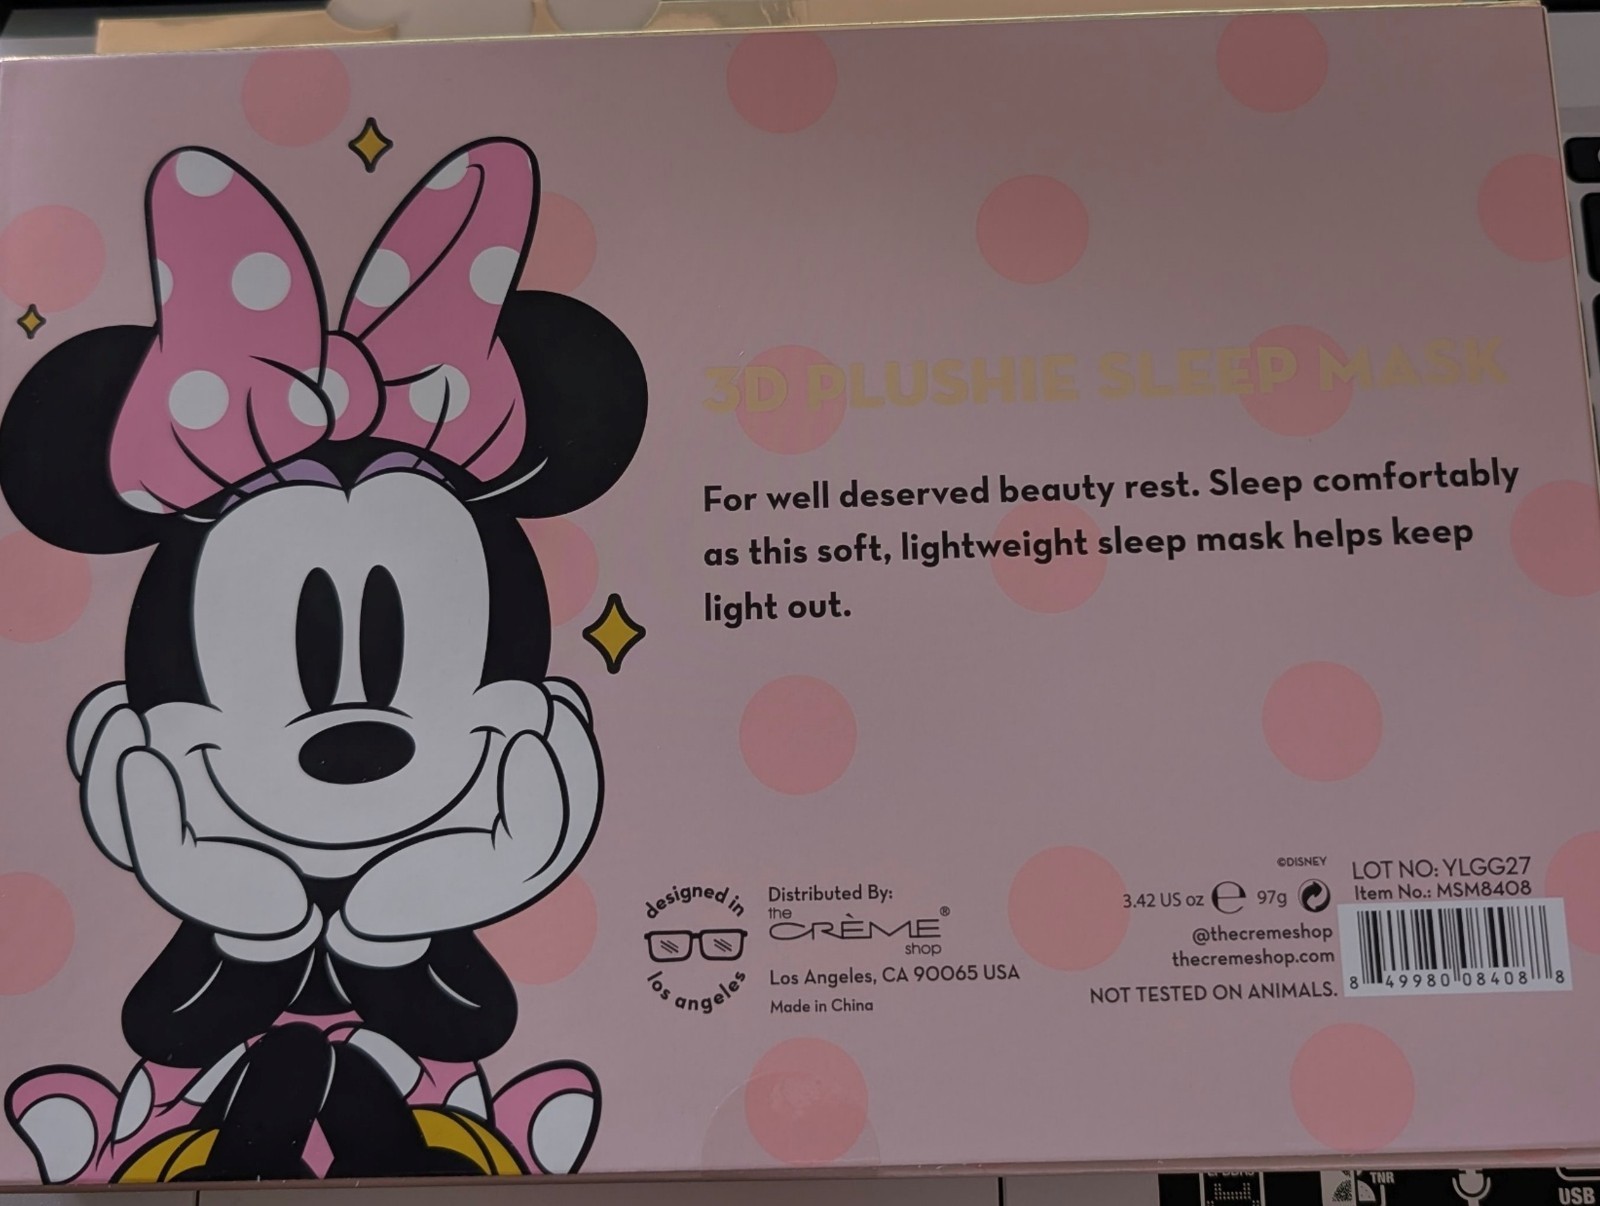 3D PLUSHIE SLEEP MASK
For well deserved beauty rest. Sleep comfortably
as this soft, lightweight sleep mask helps keep
light out.
designed in
los angeles
Distributed By:
the
CRÈME®
shop
Los Angeles, CA 90065 USA
Made in China
©DISNEY
3.42 US oz ℮ 97g
@thecremeshop
thecremeshop.com
NOT TESTED ON ANIMALS.
LOT NO: YLGG27
Item No.: MSM8408
8 49980 08408 8
TNR
USB